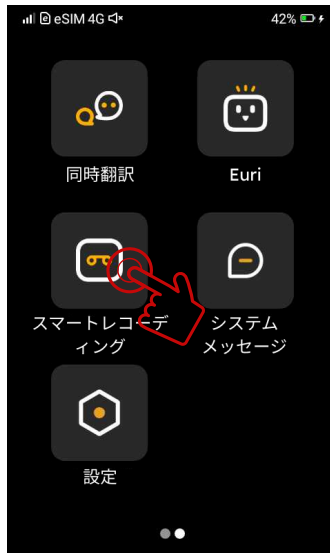 eSIM 4G
42%
同時翻訳
Euri
スマートレコーデ
ィング
システム
メッセージ
設定